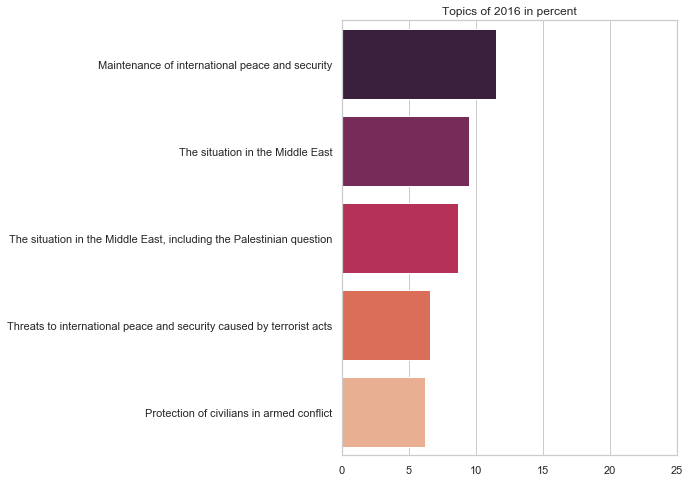 Topics of 2016 in percent
Maintenance of international peace and security
The situation in the Middle East
The situation in the Middle East, including the Palestinian question
Threats to international peace and security caused by terrorist acts
Protection of civilians in armed conflict
0 5 10 15 20 25